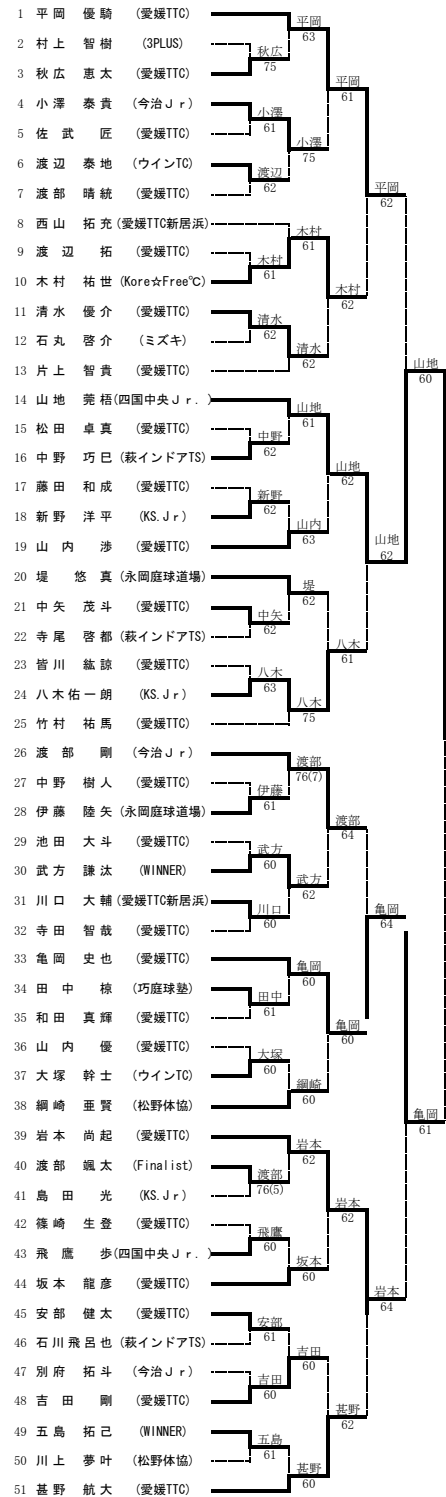 1 平岡 優騎 (愛媛TTC)
平岡
63
2 村上 智樹 (3PLUS)
秋広
75
3 秋広 恵太 (愛媛TTC)
平岡
61
4 小澤 泰貴 (今治Ｊｒ)
小澤
61
5 佐武 匠 (愛媛TTC)
小澤
75
6 渡辺 泰地 (ウインTC)
渡辺
62
7 渡部 晴統 (愛媛TTC)
平岡
62
8 西山 拓充 (愛媛TTC新居浜)
木村
61
9 渡辺 拓 (愛媛TTC)
木村
61
10 木村 祐世 (Kore☆Free℃)
木村
62
11 清水 優介 (愛媛TTC)
清水
62
12 石丸 啓介 (ミズキ)
清水
62
13 片上 智貴 (愛媛TTC)
山地
60
14 山地 莞梧 (四国中央Ｊｒ．)
山地
61
15 松田 卓真 (愛媛TTC)
中野
62
16 中野 巧巳 (萩インドアTS)
山地
62
17 藤田 和成 (愛媛TTC)
新野
62
18 新野 洋平 (KS.Jr)
山内
63
19 山内 渉 (愛媛TTC)
山地
62
20 堤 悠真 (永岡庭球道場)
堤
62
21 中矢 茂斗 (愛媛TTC)
中矢
62
22 寺尾 啓都 (萩インドアTS)
八木
61
23 皆川 紘諒 (愛媛TTC)
八木
63
24 八木 佑一朗 (KS.Jr)
八木
75
25 竹村 祐馬 (愛媛TTC)
26 渡部 剛 (今治Ｊｒ)
渡部
76(7)
27 中野 樹人 (愛媛TTC)
伊藤
61
28 伊藤 陸矢 (永岡庭球道場)
渡部
64
29 池田 大斗 (愛媛TTC)
武方
60
30 武方 謙汰 (WINNER)
武方
62
31 川口 大輔 (愛媛TTC新居浜)
川口
60
32 寺田 智哉 (愛媛TTC)
亀岡
64
33 亀岡 史也 (愛媛TTC)
亀岡
60
34 田中 椋 (巧庭球塾)
田中
61
35 和田 真輝 (愛媛TTC)
亀岡
60
36 山内 優 (愛媛TTC)
大塚
60
37 大塚 幹士 (ウインTC)
綱崎
60
38 綱崎 亜賢 (松野体協)
亀岡
61
39 岩本 尚起 (愛媛TTC)
岩本
62
40 渡部 颯太 (Finalist)
渡部
76(5)
41 島田 光 (KS.Jr)
岩本
62
42 篠崎 生登 (愛媛TTC)
飛鷹
60
43 飛鷹 歩 (四国中央Ｊｒ．)
坂本
60
44 坂本 龍彦 (愛媛TTC)
岩本
64
45 安部 健太 (愛媛TTC)
安部
61
46 石川 飛呂也 (萩インドアTS)
吉田
60
47 別府 拓斗 (今治Ｊｒ)
吉田
60
48 吉田 剛 (愛媛TTC)
甚野
62
49 五島 拓己 (WINNER)
五島
61
50 川上 夢叶 (松野体協)
甚野
60
51 甚野 航大 (愛媛TTC)